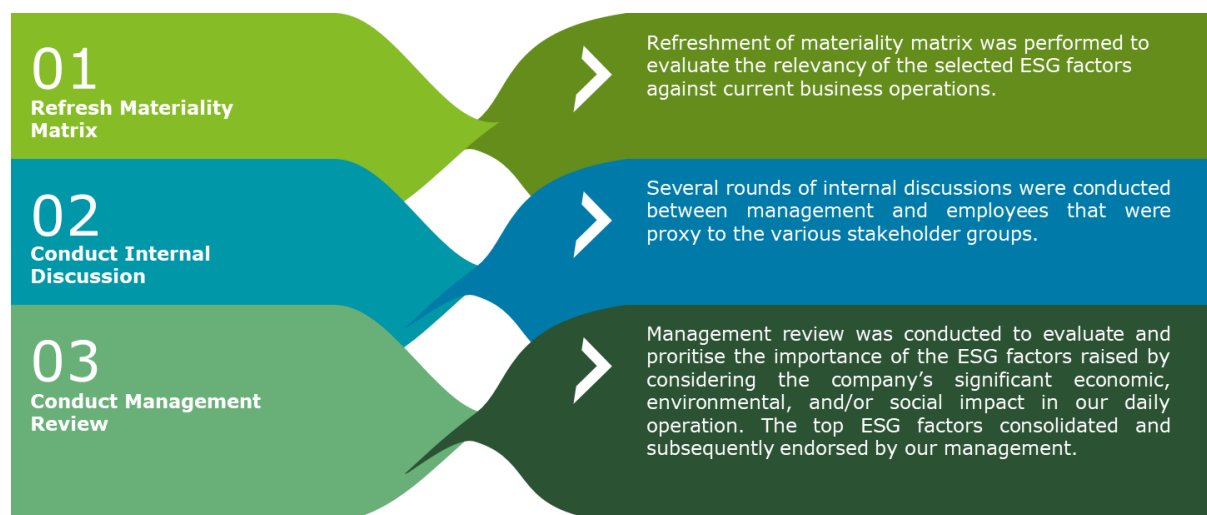 01
Refresh Materiality
Matrix
Refreshment of materiality matrix was performed to
evaluate the relevancy of the selected ESG factors
against current business operations.
02
Conduct Internal
Discussion
Several rounds of internal discussions were conducted
between management and employees that were
proxy to the various stakeholder groups.
03
Conduct Management
Review
Management review was conducted to evaluate and
proritise the importance of the ESG factors raised by
considering the company’s significant economic,
environmental, and/or social impact in our daily
operation. The top ESG factors consolidated and
subsequently endorsed by our management.